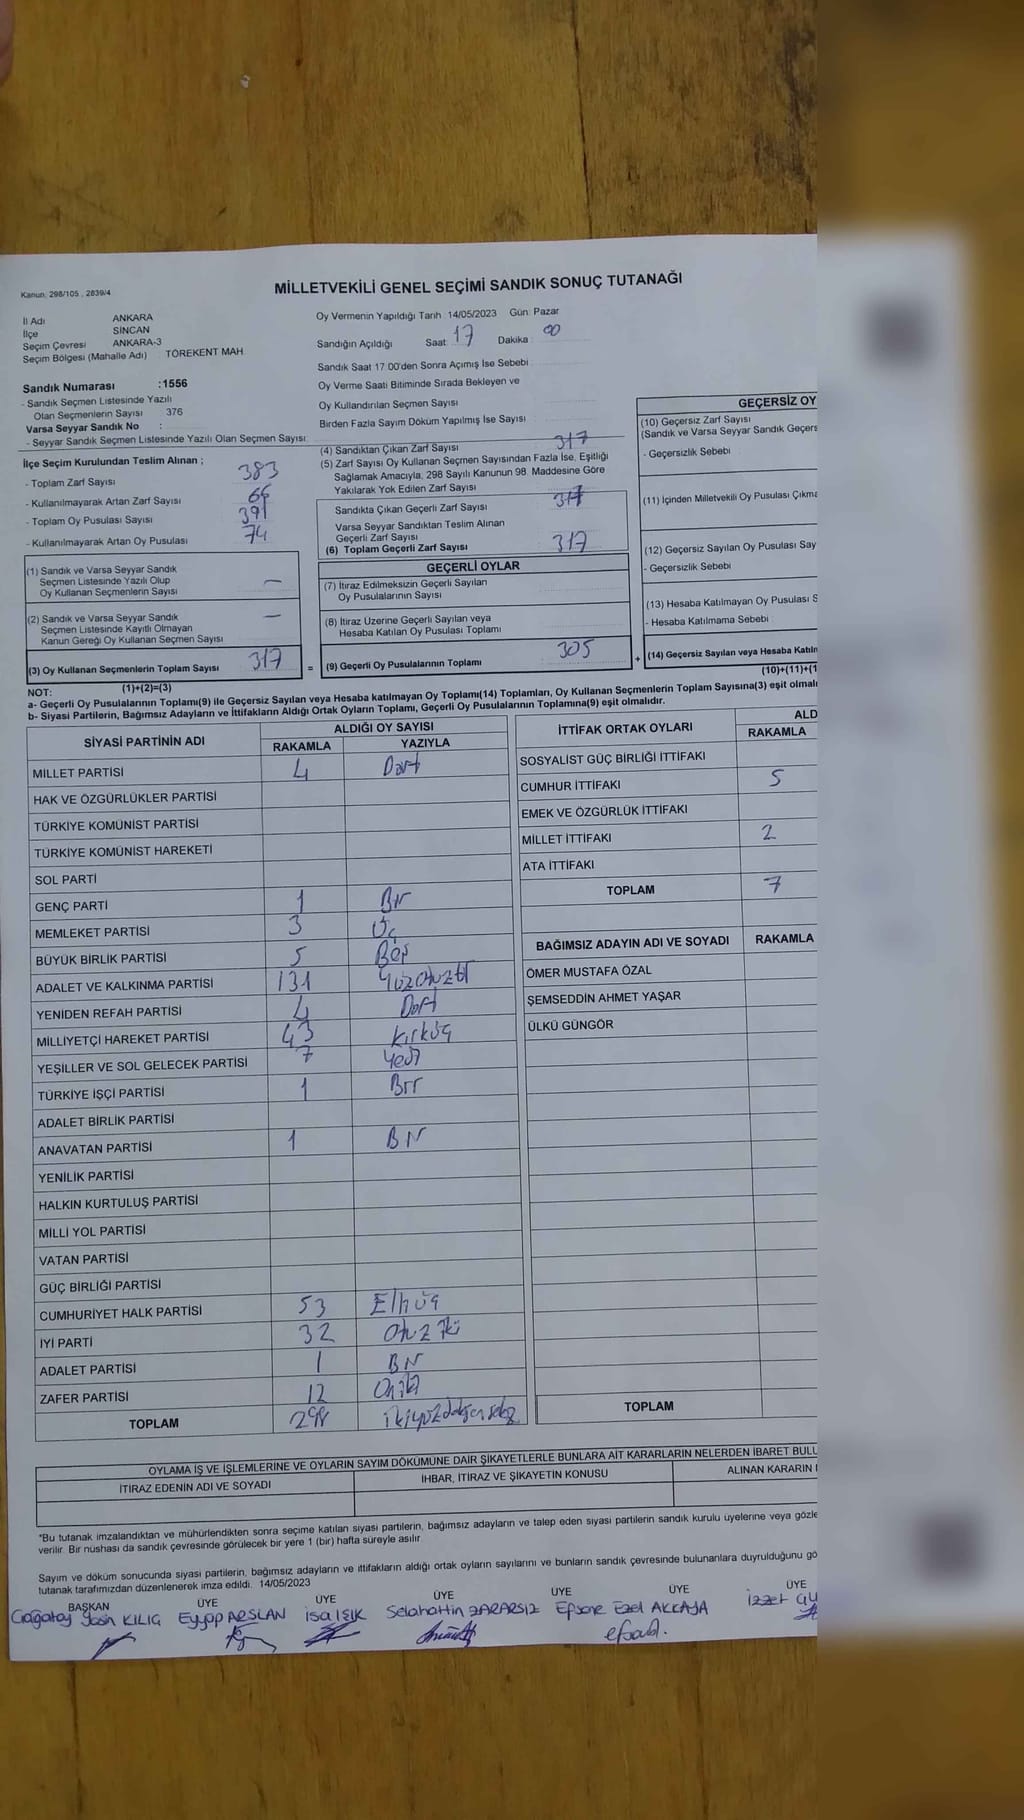 Kanun: 298/105 , 2839/4
MİLLETVEKİLİ GENEL SEÇİMİ SANDIK SONUÇ TUTANAĞI
İl Adı ANKARA
İlçe SİNCAN
Seçim Çevresi ANKARA-3
Seçim Bölgesi (Mahalle Adı) TÖREKENT MAH.
Oy Vermenin Yapıldığı Tarih :14/05/2023 Gün: Pazar
Sandığın Açıldığı Saat: 17 Dakika: 00
Sandık Saat 17:00'den Sonra Açımış İse Sebebi
Oy Verme Saati Bitiminde Sırada Bekleyen ve
Oy Kullandırılan Seçmen Sayısı
Birden Fazla Sayım Döküm Yapılmış İse Sayısı
Sandık Numarası :1556
- Sandık Seçmen Listesinde Yazılı
Olan Seçmenlerin Sayısı 376
Varsa Seyyar Sandık No :
- Seyyar Sandık Seçmen Listesinde Yazılı Olan Seçmen Sayısı:
İlçe Seçim Kurulundan Teslim Alınan ;
- Toplam Zarf Sayısı 383
- Kullanılmayarak Artan Zarf Sayısı 66
- Toplam Oy Pusulası Sayısı 391
- Kullanılmayarak Artan Oy Pusulası 74
(1) Sandık ve Varsa Seyyar Sandık
Seçmen Listesinde Yazılı Olup
Oy Kullanan Seçmenlerin Sayısı —
(2) Sandık ve Varsa Seyyar Sandık
Seçmen Listesinde Kayıtlı Olmayan
Kanun Gereği Oy Kullanan Seçmen Sayısı —
(3) Oy Kullanan Seçmenlerin Toplam Sayısı 317 =
(1)+(2)=(3)
(4) Sandıktan Çıkan Zarf Sayısı 317
(5) Zarf Sayısı Oy Kullanan Seçmen Sayısından Fazla İse, Eşitliği
Sağlamak Amacıyla, 298 Sayılı Kanunun 98. Maddesine Göre
Yakılarak Yok Edilen Zarf Sayısı
Sandıkta Çıkan Geçerli Zarf Sayısı 317
Varsa Seyyar Sandıktan Teslim Alınan
Geçerli Zarf Sayısı
(6) Toplam Geçerli Zarf Sayısı 317
GEÇERLİ OYLAR
(7) İtiraz Edilmeksizin Geçerli Sayılan
Oy Pusulalarının Sayısı
(8) İtiraz Üzerine Geçerli Sayılan veya
Hesaba Katılan Oy Pusulası Toplamı
(9) Geçerli Oy Pusulalarının Toplamı 305 +
GEÇERSİZ OY
(10) Geçersiz Zarf Sayısı
(Sandık ve Varsa Seyyar Sandık Geçers
- Geçersizlik Sebebi
(11) İçinden Milletvekili Oy Pusulası Çıkma
(12) Geçersiz Sayılan Oy Pusulası Say
- Geçersizlik Sebebi
(13) Hesaba Katılmayan Oy Pusulası S
- Hesaba Katılmama Sebebi
(14) Geçersiz Sayılan veya Hesaba Katıln
(10)+(11)+(1
NOT:
a- Geçerli Oy Pusulalarının Toplamı(9) ile Geçersiz Sayılan veya Hesaba katılmayan Oy Toplamı(14) Toplamları, Oy Kullanan Seçmenlerin Toplam Sayısına(3) eşit olmalı
b- Siyasi Partilerin, Bağımsız Adayların ve İttifakların Aldığı Ortak Oyların Toplamı, Geçerli Oy Pusulalarının Toplamına(9) eşit olmalıdır.
SİYASİ PARTİNİN ADI ALDIĞI OY SAYISI
RAKAMLA YAZIYLA
MİLLET PARTİSİ 4 Dört
HAK VE ÖZGÜRLÜKLER PARTİSİ
TÜRKİYE KOMÜNİST PARTİSİ
TÜRKİYE KOMÜNİST HAREKETİ
SOL PARTİ
GENÇ PARTİ 1 Bir
MEMLEKET PARTİSİ 3 Üç
BÜYÜK BİRLİK PARTİSİ 5 Beş
ADALET VE KALKINMA PARTİSİ 131 Yüzotuzbir
YENİDEN REFAH PARTİSİ 4 Dört
MİLLİYETÇİ HAREKET PARTİSİ 43 Kırküç
YEŞİLLER VE SOL GELECEK PARTİSİ 7 Yedi
TÜRKİYE İŞÇİ PARTİSİ 1 Bir
ADALET BİRLİK PARTİSİ
ANAVATAN PARTİSİ 1 Bir
YENİLİK PARTİSİ
HALKIN KURTULUŞ PARTİSİ
MİLLİ YOL PARTİSİ
VATAN PARTİSİ
GÜÇ BİRLİĞİ PARTİSİ
CUMHURİYET HALK PARTİSİ 53 Elliüç
İYİ PARTİ 32 Otuz İki
ADALET PARTİSİ 1 Bir
ZAFER PARTİSİ 12 Oniki
TOPLAM 298
İTTİFAK ORTAK OYLARI ALD
RAKAMLA
SOSYALİST GÜÇ BİRLİĞİ İTTİFAKI
CUMHUR İTTİFAKI 5
EMEK VE ÖZGÜRLÜK İTTİFAKI
MİLLET İTTİFAKI 2
ATA İTTİFAKI
TOPLAM 7
BAĞIMSIZ ADAYIN ADI VE SOYADI RAKAMLA
ÖMER MUSTAFA ÖZAL
ŞEMSEDDİN AHMET YAŞAR
ÜLKÜ GÜNGÖR
TOPLAM
OYLAMA İŞ VE İŞLEMLERİNE VE OYLARIN SAYIM DÖKÜMÜNE DAİR ŞİKAYETLERLE BUNLARA AİT KARARLARIN NELERDEN İBARET BULU
İTİRAZ EDENİN ADI VE SOYADI İHBAR, İTİRAZ VE ŞİKAYETİN KONUSU ALINAN KARARIN
*Bu tutanak imzalandıktan ve mühürlendikten sonra seçime katılan siyasi partilerin, bağımsız adayların ve talep eden siyasi partilerin sandık kurulu üyelerine veya gözle
verilir. Bir nüshası da sandık çevresinde görülecek bir yere 1 (bir) hafta süreyle asılır.
Sayım ve döküm sonucunda siyasi partilerin, bağımsız adayların ve ittifakların aldığı ortak oyların sayılarını ve bunların sandık çevresinde bulunanlara duyrulduğunu gö
tutanak tarafımızdan düzenlenerek imza edildi. 14/05/2023
BAŞKAN ÜYE ÜYE ÜYE ÜYE ÜYE ÜYE
Çağatay Yasin KILIÇ Eyyüp ARSLAN İsa IŞIK Selahattin ZARARSIZ Efsane Ezel AKKAJA İzzet